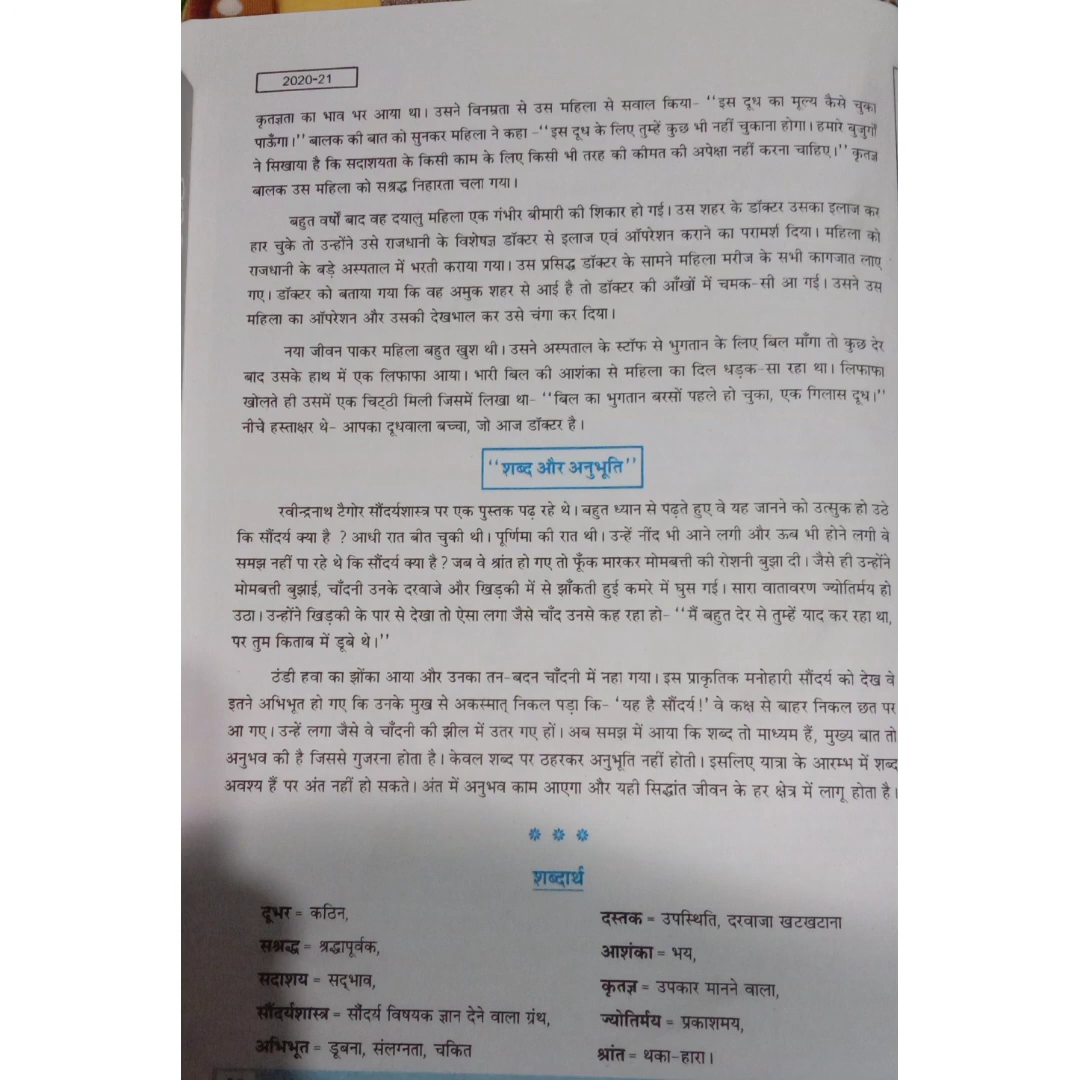 2020-21
कृतज्ञता का भाव भर आया था। उसने विनम्रता से उस महिला से सवाल किया- ‘‘इस दूध का मूल्य कैसे चुका
पाऊँगा।’’ बालक की बात को सुनकर महिला ने कहा -‘‘इस दूध के लिए तुम्हें कुछ भी नहीं चुकाना होगा। हमारे बुजुर्गों
ने सिखाया है कि सदाशयता के किसी काम के लिए किसी भी तरह की कीमत की अपेक्षा नहीं करना चाहिए।’’ कृतज्ञ
बालक उस महिला को सश्रद्ध निहारता चला गया।
बहुत वर्षों बाद वह दयालु महिला एक गंभीर बीमारी की शिकार हो गई। उस शहर के डॉक्टर उसका इलाज कर
हार चुके तो उन्होंने उसे राजधानी के विशेषज्ञ डॉक्टर से इलाज एवं ऑपरेशन कराने का परामर्श दिया। महिला को
राजधानी के बड़े अस्पताल में भरती कराया गया। उस प्रसिद्ध डॉक्टर के सामने महिला मरीज के सभी कागजात लाए
गए। डॉक्टर को बताया गया कि वह अमुक शहर से आई है तो डॉक्टर की आँखों में चमक-सी आ गई। उसने उस
महिला का ऑपरेशन और उसकी देखभाल कर उसे चंगा कर दिया।
नया जीवन पाकर महिला बहुत खुश थी। उसने अस्पताल के स्टॉफ से भुगतान के लिए बिल माँगा तो कुछ देर
बाद उसके हाथ में एक लिफाफा आया। भारी बिल की आशंका से महिला का दिल धड़क-सा रहा था। लिफाफा
खोलते ही उसमें एक चिट्ठी मिली जिसमें लिखा था- ‘‘बिल का भुगतान बरसों पहले हो चुका, एक गिलास दूध।’’
नीचे हस्ताक्षर थे- आपका दूधवाला बच्चा, जो आज डॉक्टर है।
‘‘शब्द और अनुभूति’’
रवीन्द्रनाथ टैगोर सौंदर्यशास्त्र पर एक पुस्तक पढ़ रहे थे। बहुत ध्यान से पढ़ते हुए वे यह जानने को उत्सुक हो उठे
कि सौंदर्य क्या है ? आधी रात बीत चुकी थी। पूर्णिमा की रात थी। उन्हें नींद भी आने लगी और ऊब भी होने लगी वे
समझ नहीं पा रहे थे कि सौंदर्य क्या है ? जब वे श्रांत हो गए तो फूँक मारकर मोमबत्ती की रोशनी बुझा दी। जैसे ही उन्होंने
मोमबत्ती बुझाई, चाँदनी उनके दरवाजे और खिड़की में से झाँकती हुई कमरे में घुस गई। सारा वातावरण ज्योतिर्मय हो
उठा। उन्होंने खिड़की के पार से देखा तो ऐसा लगा जैसे चाँद उनसे कह रहा हो- ‘‘मैं बहुत देर से तुम्हें याद कर रहा था,
पर तुम किताब में डूबे थे।’’
ठंडी हवा का झोंका आया और उनका तन-बदन चाँदनी में नहा गया। इस प्राकृतिक मनोहारी सौंदर्य को देख वे
इतने अभिभूत हो गए कि उनके मुख से अकस्मात् निकल पड़ा कि- ‘यह है सौंदर्य!’ वे कक्ष से बाहर निकल छत पर
आ गए। उन्हें लगा जैसे वे चाँदनी की झील में उतर गए हों। अब समझ में आया कि शब्द तो माध्यम हैं, मुख्य बात तो
अनुभव की है जिससे गुजरना होता है। केवल शब्द पर ठहरकर अनुभूति नहीं होती। इसलिए यात्रा के आरम्भ में शब्द
अवश्य हैं पर अंत नहीं हो सकते। अंत में अनुभव काम आएगा और यही सिद्धांत जीवन के हर क्षेत्र में लागू होता है।
शब्दार्थ
दूभर = कठिन,
दस्तक = उपस्थिति, दरवाजा खटखटाना
सश्रद्ध = श्रद्धापूर्वक,
आशंका = भय,
सदाशय = सद्भाव,
कृतज्ञ = उपकार मानने वाला,
सौंदर्यशास्त्र = सौंदर्य विषयक ज्ञान देने वाला ग्रंथ,
ज्योतिर्मय = प्रकाशमय,
अभिभूत = डूबना, संलग्नता, चकित
श्रांत = थका-हारा।